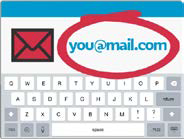 you@mail.com
Q W E R T Y U I O P
A S D F G H J K L
Z X C V B N M